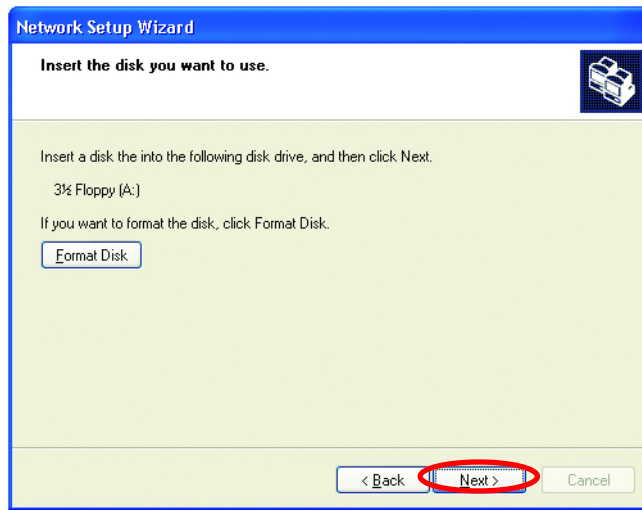 Network Setup Wizard
Insert the disk you want to use.
Insert a disk the into the following disk drive, and then click Next.
3½ Floppy (A:)
If you want to format the disk, click Format Disk.
Format Disk
< Back
Next >
Cancel